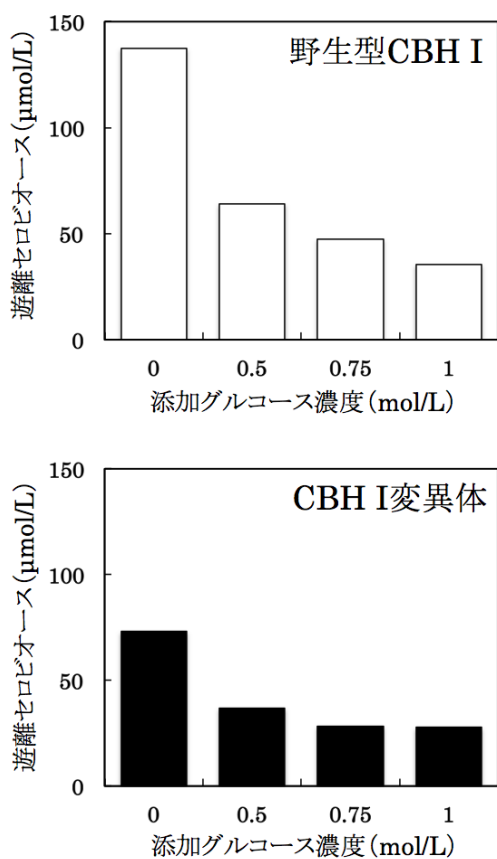 野生型CBH I
遊離セロビオース(μmol/L)
150
100
50
0
0 0.5 0.75 1
添加グルコース濃度(mol/L)
CBH I変異体
遊離セロビオース(μmol/L)
150
100
50
0
0 0.5 0.75 1
添加グルコース濃度(mol/L)